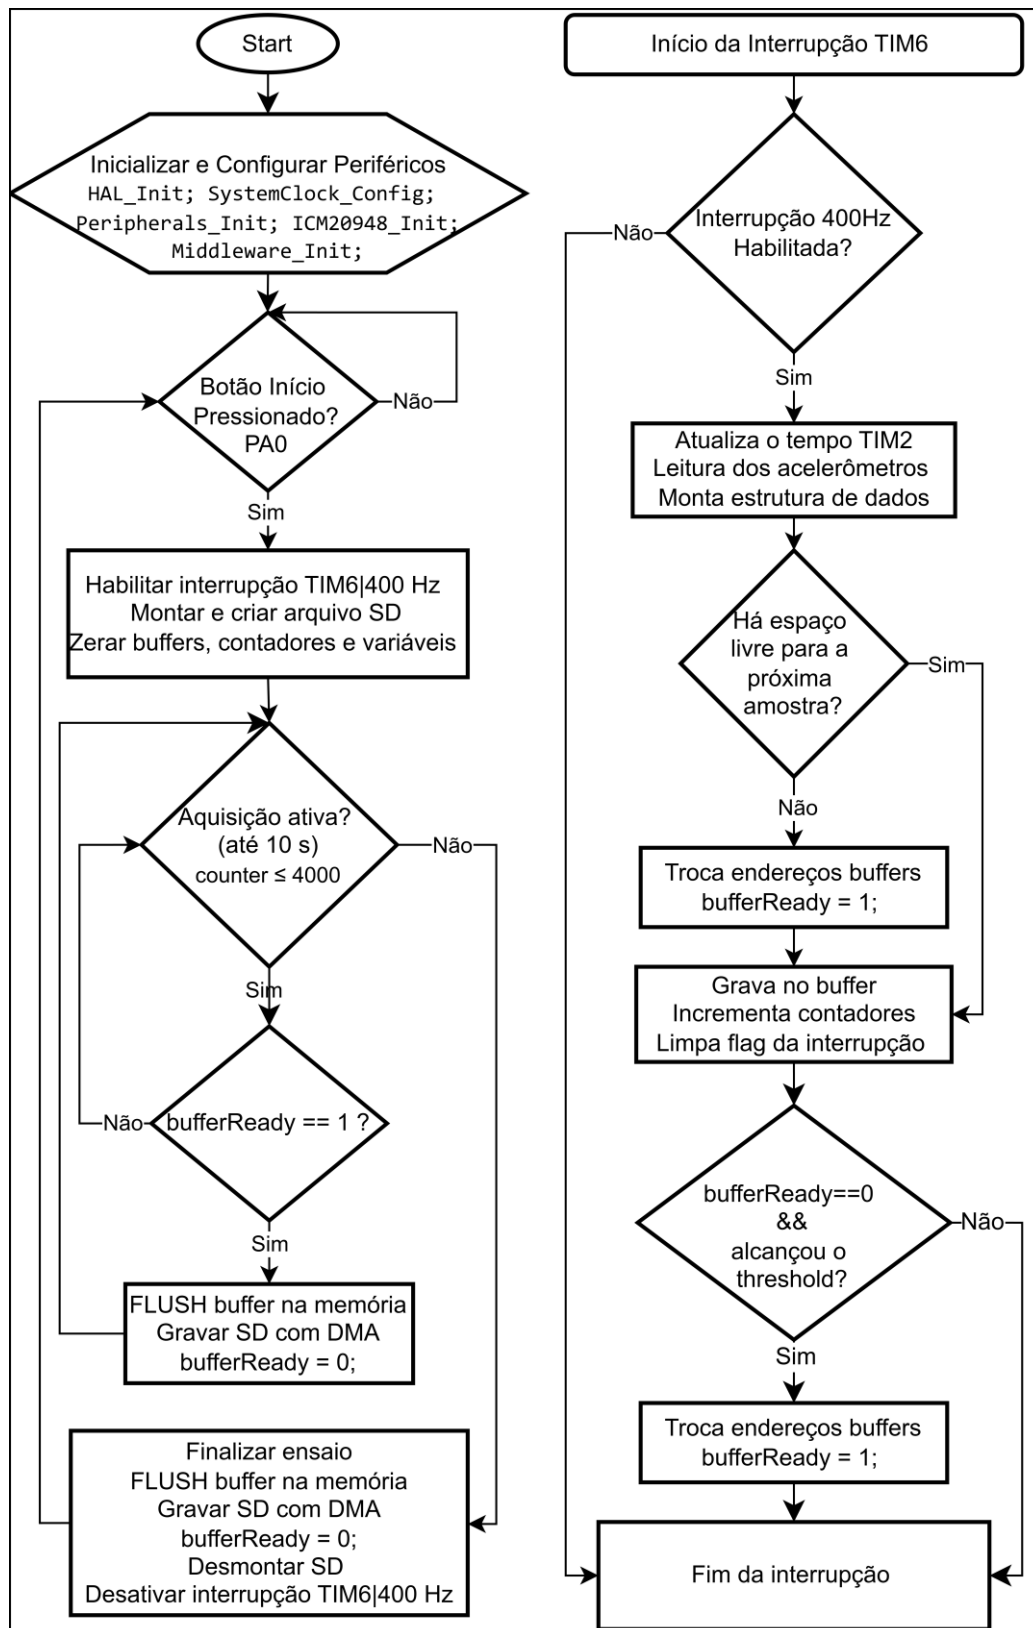 Start
Inicializar e Configurar Periféricos
HAL_Init; SystemClock_Config;
Peripherals_Init; ICM20948_Init;
Middleware_Init;
Botão Início
Pressionado?
PA0
Não
Sim
Habilitar interrupção TIM6|400 Hz
Montar e criar arquivo SD
Zerar buffers, contadores e variáveis
Aquisição ativa?
(até 10 s)
counter ≤ 4000
Não
Sim
bufferReady == 1 ?
Não
Sim
FLUSH buffer na memória
Gravar SD com DMA
bufferReady = 0;
Finalizar ensaio
FLUSH buffer na memória
Gravar SD com DMA
bufferReady = 0;
Desmontar SD
Desativar interrupção TIM6|400 Hz
Início da Interrupção TIM6
Interrupção 400Hz
Habilitada?
Não
Sim
Atualiza o tempo TIM2
Leitura dos acelerômetros
Monta estrutura de dados
Há espaço
livre para a
próxima
amostra?
Sim
Não
Troca endereços buffers
bufferReady = 1;
Grava no buffer
Incrementa contadores
Limpa flag da interrupção
bufferReady==0
&&
alcançou o
threshold?
Não
Sim
Troca endereços buffers
bufferReady = 1;
Fim da interrupção